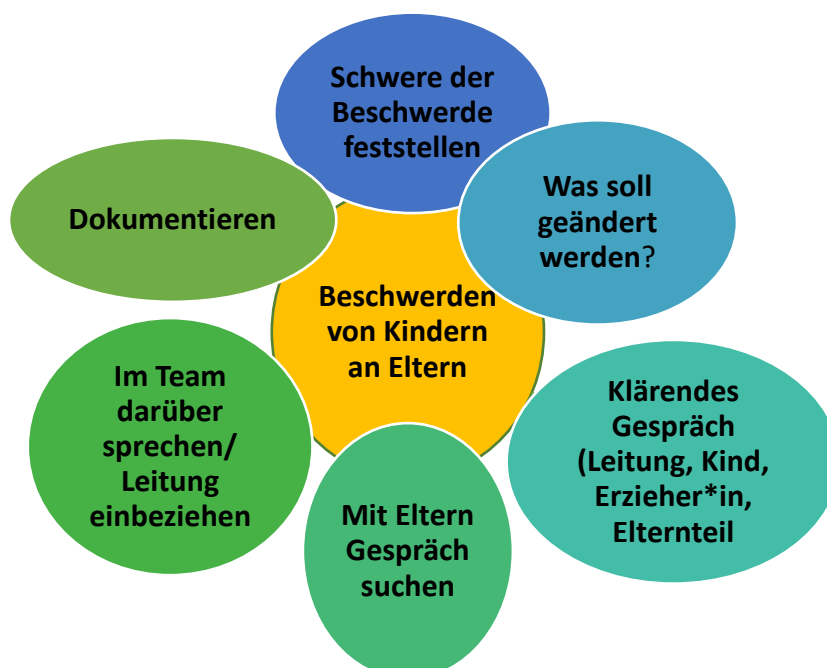 Schwere der
Beschwerde
feststellen
Was soll
geändert
werden?
Klärendes
Gespräch
(Leitung, Kind,
Erzieher*in,
Elternteil
Mit Eltern
Gespräch
suchen
Im Team
darüber
sprechen/
Leitung
einbeziehen
Dokumentieren
Beschwerden
von Kindern
an Eltern